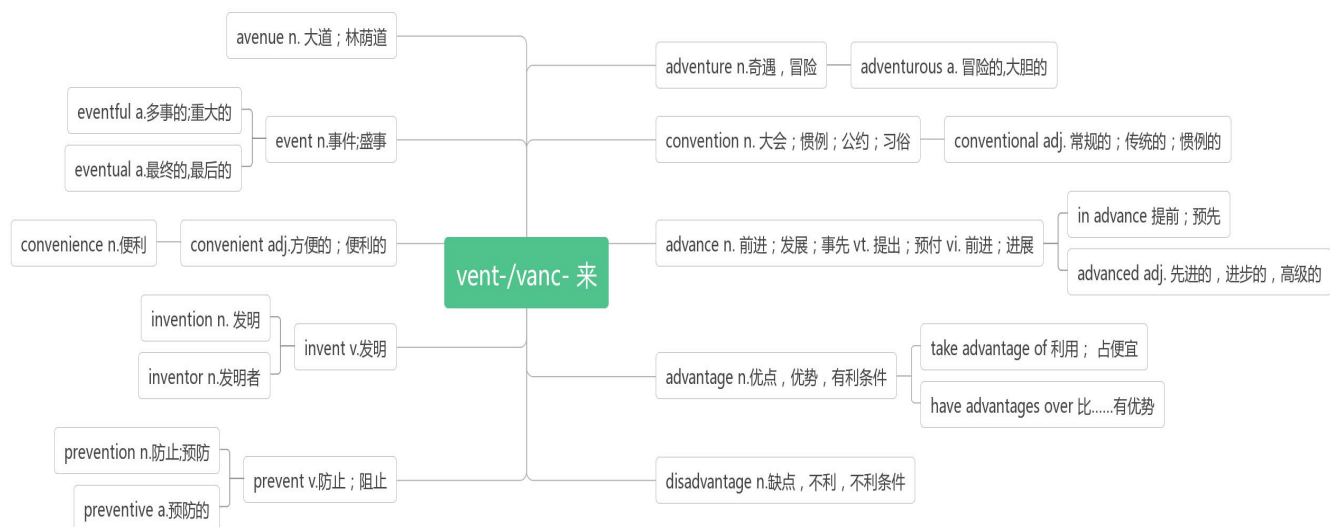 vent-/vanc- 来
avenue n. 大道；林荫道
event n.事件;盛事
eventful a.多事的;重大的
eventual a.最终的,最后的
convenient adj.方便的；便利的
convenience n.便利
invent v.发明
invention n. 发明
inventor n.发明者
prevent v.防止；阻止
prevention n.防止;预防
preventive a.预防的
adventure n.奇遇，冒险
adventurous a. 冒险的,大胆的
convention n. 大会；惯例；公约；习俗
conventional adj. 常规的；传统的；惯例的
advance n. 前进；发展；事先 vt. 提出；预付 vi. 前进；进展
in advance 提前；预先
advanced adj. 先进的，进步的，高级的
advantage n.优点，优势，有利条件
take advantage of 利用； 占便宜
have advantages over 比......有优势
disadvantage n.缺点，不利，不利条件